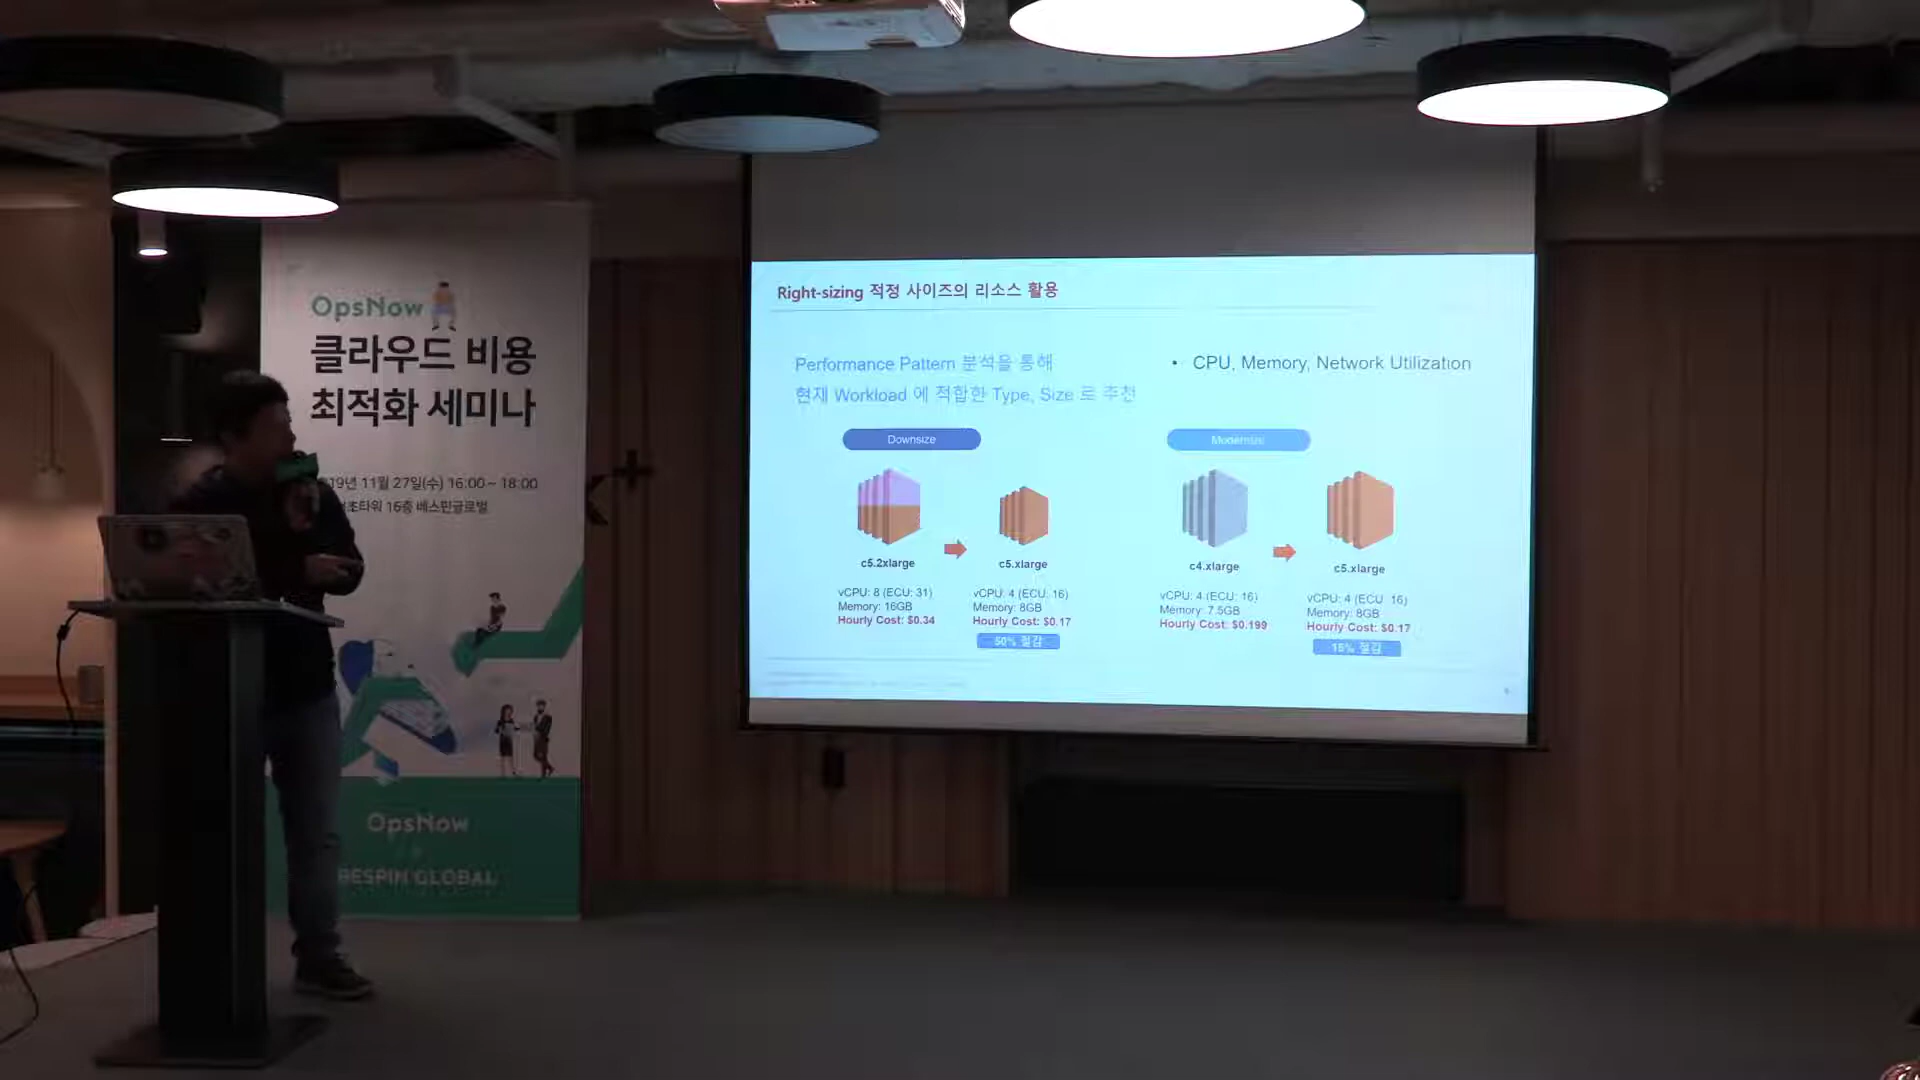 OpsNow
클라우드 비용
최적화 세미나
19년 11월 27일(수) 16:00~ 18:00
초타워 16층 베스핀글로벌
OpsNow
BESPIN GLOBAL
Right-sizing 적정 사이즈의 리소스 활용
Performance Pattern 분석을 통해
현재 Workload 에 적합한 Type, Size 로 추천
• CPU, Memory, Network Utilization
Downsize
c5.2xlarge
vCPU: 8 (ECU: 31)
Memory: 16GB
Hourly Cost: $0.34
c5.xlarge
vCPU: 4 (ECU: 16)
Memory: 8GB
Hourly Cost: $0.17
50% 절감
Modernize
c4.xlarge
vCPU: 4 (ECU: 16)
Memory: 7.5GB
Hourly Cost: $0.199
c5.xlarge
vCPU: 4 (ECU: 16)
Memory: 8GB
Hourly Cost: $0.17
15% 절감